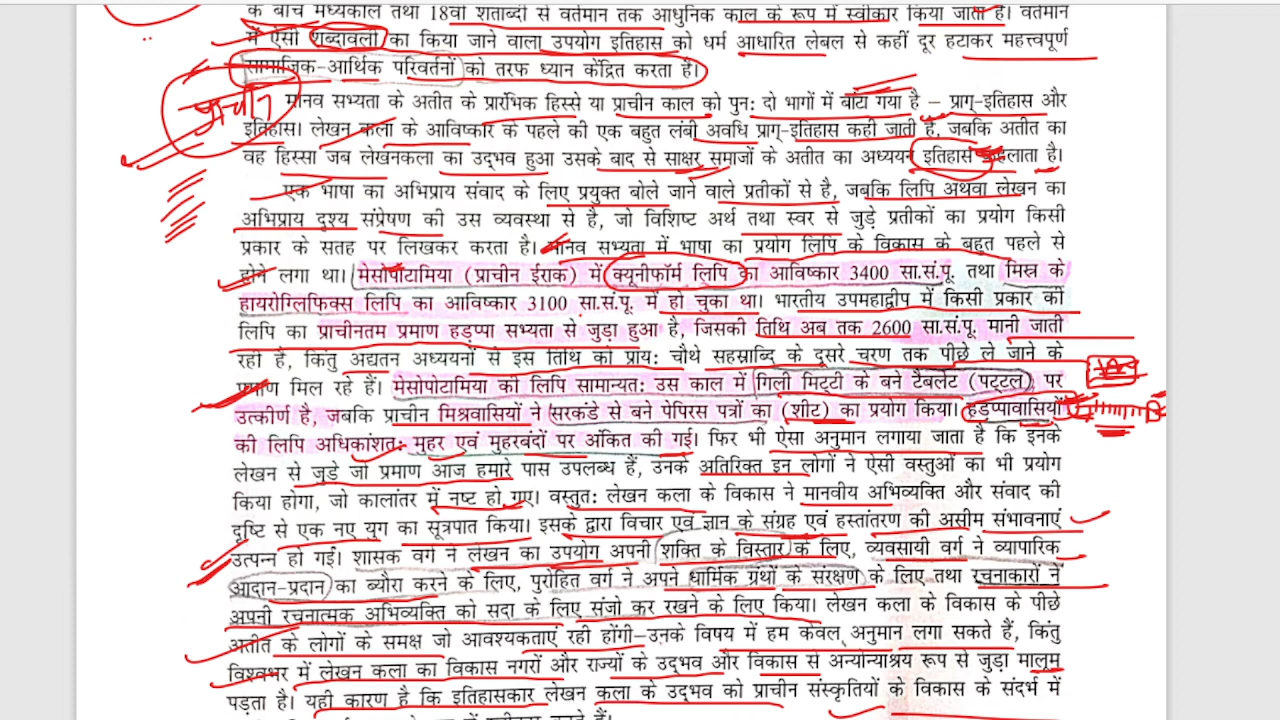 के बीच मध्यकाल तथा 18वीं शताब्दी से वर्तमान तक आधुनिक काल के रूप में स्वीकार किया जाता है। वर्तमान
में ऐसी शब्दावली का किया जाने वाला उपयोग इतिहास को धर्म आधारित लेबल से कहीं दूर हटाकर महत्त्वपूर्ण
सामाजिक-आर्थिक परिवर्तनों की तरफ ध्यान केंद्रित करता है।
प्राचीन
मानव सभ्यता के अतीत के प्रारंभिक हिस्से या प्राचीन काल को पुन: दो भागों में बाँटा गया है – प्राग्-इतिहास और
इतिहास। लेखन कला के आविष्कार के पहले की एक बहुत लंबी अवधि प्राग्-इतिहास कही जाती है, जबकि अतीत का
वह हिस्सा जब लेखनकला का उद्भव हुआ उसके बाद से साक्षर समाजों के अतीत का अध्ययन इतिहास कहलाता है।
एक भाषा का अभिप्राय संवाद के लिए प्रयुक्त बोले जाने वाले प्रतीकों से है, जबकि लिपि अथवा लेखन का
अभिप्राय दृश्य संप्रेषण की उस व्यवस्था से है, जो विशिष्ट अर्थ तथा स्वर से जुड़े प्रतीकों का प्रयोग किसी
प्रकार के सतह पर लिखकर करता है। मानव सभ्यता में भाषा का प्रयोग लिपि के विकास के बहुत पहले से
होने लगा था। मेसोपोटामिया (प्राचीन ईराक) में क्यूनीफॉर्म लिपि का आविष्कार 3400 सा.सं.पू. तथा मिस्र के
हायरोग्लिफिक्स लिपि का आविष्कार 3100 सा.सं.पू. में हो चुका था। भारतीय उपमहाद्वीप में किसी प्रकार की
लिपि का प्राचीनतम प्रमाण हड़प्पा सभ्यता से जुड़ा हुआ है, जिसकी तिथि अब तक 2600 सा.सं.पू. मानी जाती
रही है, किंतु अद्यतन अध्ययनों से इस तिथि को प्राय: चौथे सहस्राब्दि के दूसरे चरण तक पीछे ले जाने के
प्रमाण मिल रहे हैं। मेसोपोटामिया की लिपि सामान्यत: उस काल में गिली मिट्टी के बने टैबलेट (पट्टल) पर
उत्कीर्ण है, जबकि प्राचीन मिश्रवासियों ने सरकंडे से बने पेपिरस पत्रों का (शीट) का प्रयोग किया। हड़प्पावासियों
की लिपि अधिकांशत: मुहर एवं मुहरबंदों पर अंकित की गई। फिर भी ऐसा अनुमान लगाया जाता है कि इनके
लेखन से जुड़े जो प्रमाण आज हमारे पास उपलब्ध हैं, उनके अतिरिक्त इन लोगों ने ऐसी वस्तुओं का भी प्रयोग
किया होगा, जो कालांतर में नष्ट हो गए। वस्तुत: लेखन कला के विकास ने मानवीय अभिव्यक्ति और संवाद की
दृष्टि से एक नए युग का सूत्रपात किया। इसके द्वारा विचार एवं ज्ञान के संग्रह एवं हस्तांतरण की असीम संभावनाएं
उत्पन्न हो गईं। शासक वर्ग ने लेखन का उपयोग अपनी शक्ति के विस्तार के लिए, व्यवसायी वर्ग ने व्यापारिक
आदान-प्रदान का ब्यौरा करने के लिए, पुरोहित वर्ग ने अपने धार्मिक ग्रंथों के संरक्षण के लिए तथा रचनाकारों ने
अपनी रचनात्मक अभिव्यक्ति को सदा के लिए संजो कर रखने के लिए किया। लेखन कला के विकास के पीछे
अतीत के लोगों के समक्ष जो आवश्यकताएं रही होंगी–उनके विषय में हम केवल अनुमान लगा सकते हैं, किंतु
विश्वभर में लेखन कला का विकास नगरों और राज्यों के उद्भव और विकास से अन्योन्याश्रय रूप से जुड़ा मालूम
पड़ता है। यही कारण है कि इतिहासकार लेखन कला के उद्भव को प्राचीन संस्कृतियों के विकास के संदर्भ में